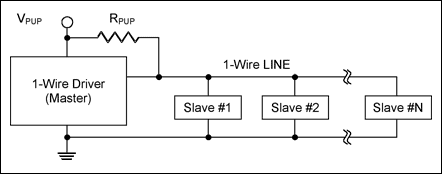 VPUP
RPUP
1-Wire LINE
1-Wire Driver
(Master)
Slave #1
Slave #2
Slave #N